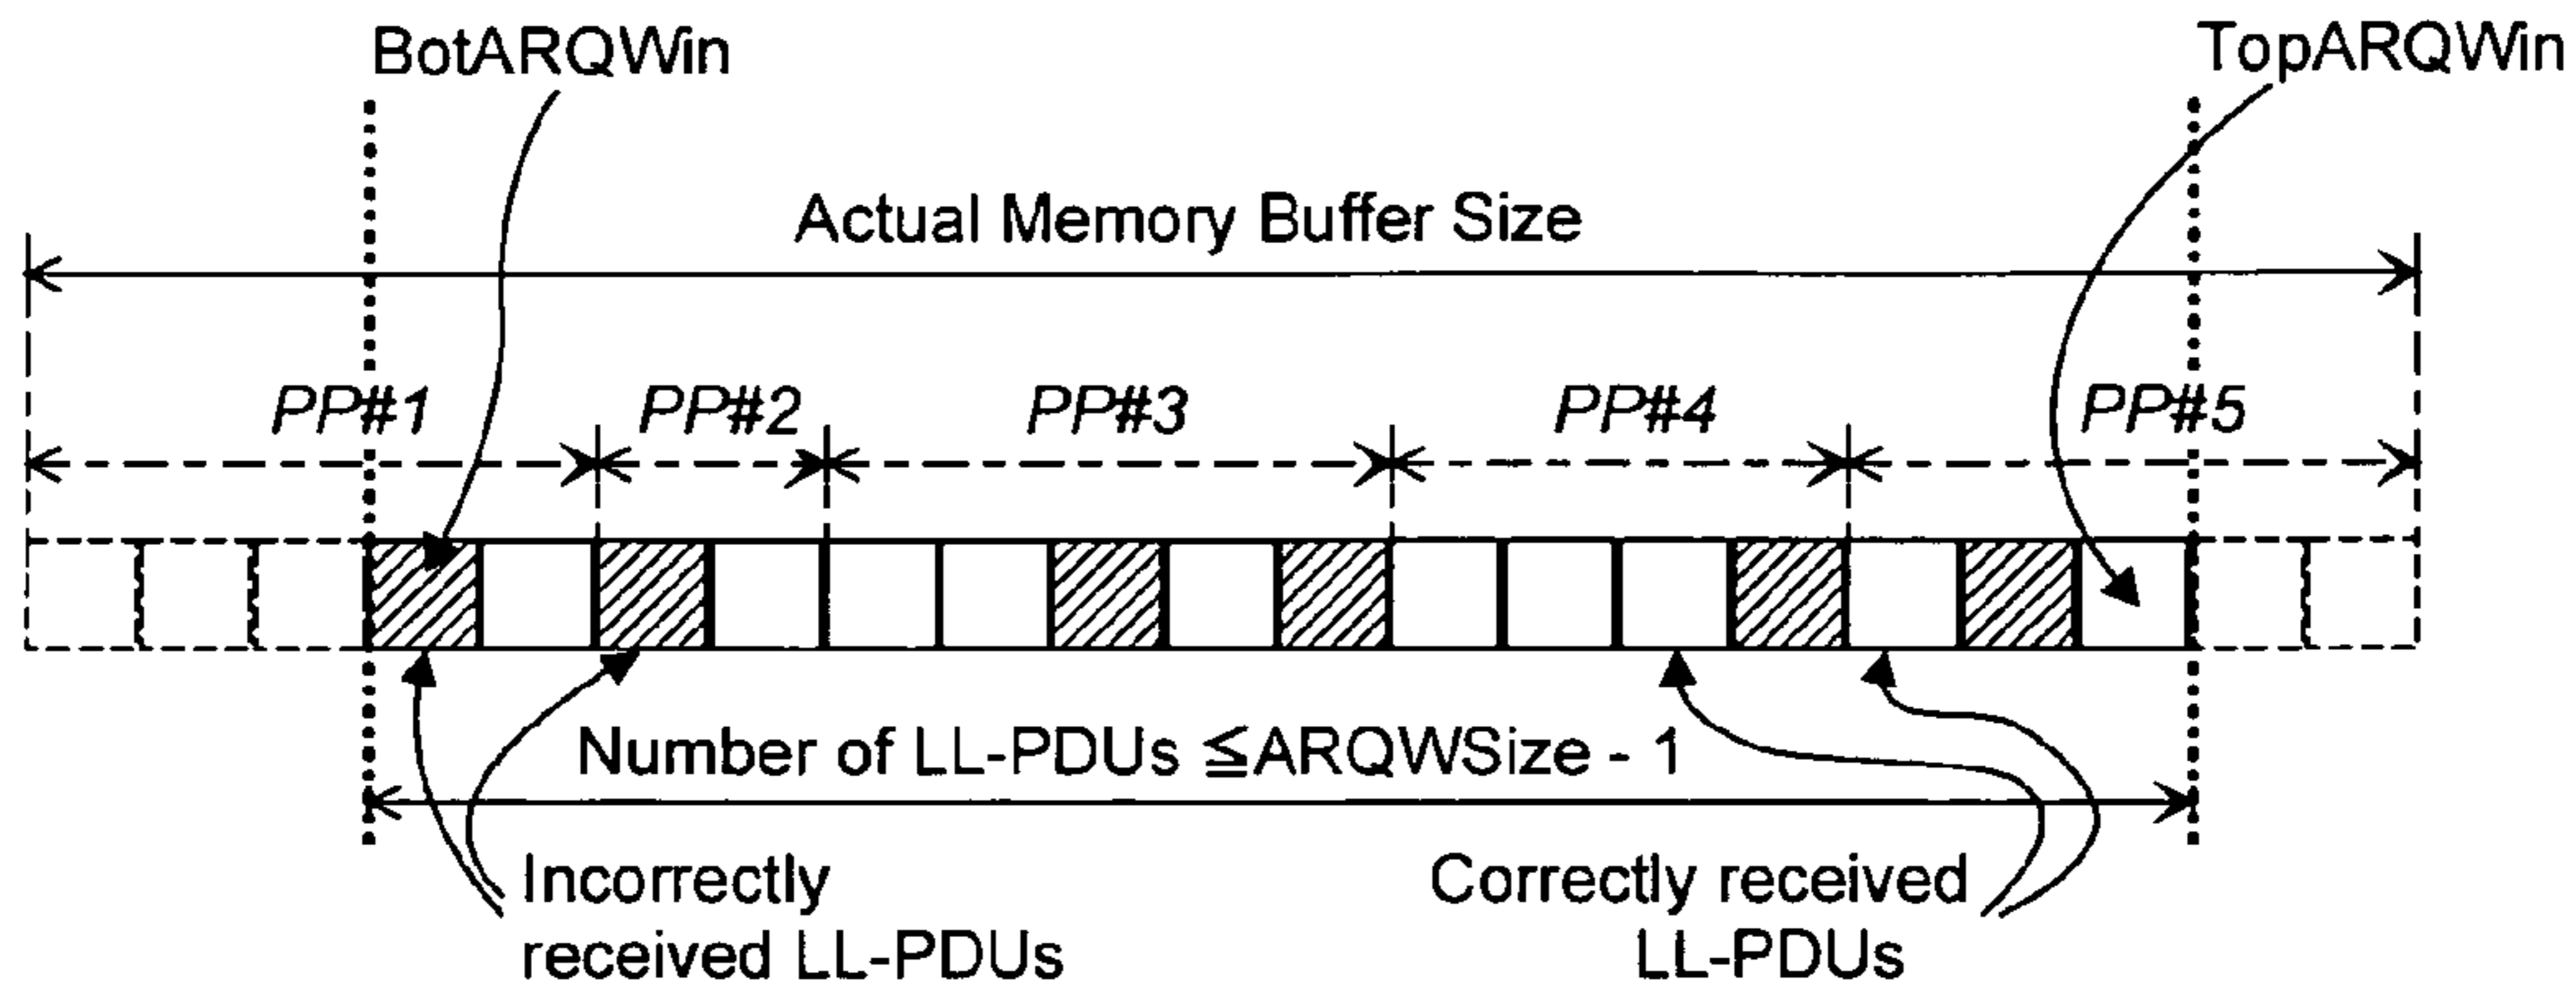 BotARQWin
TopARQWin
Actual Memory Buffer Size
PP#1
PP#2
PP#3
PP#4
PP#5
Number of LL-PDUs ≦ARQWSize - 1
Incorrectly
received LL-PDUs
Correctly received
LL-PDUs